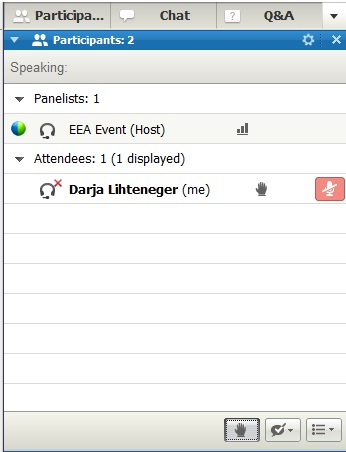 Participa... Chat Q&A
Participants: 2
Speaking:
Panelists: 1
EEA Event (Host)
Attendees: 1 (1 displayed)
Darja Lihteneger (me)